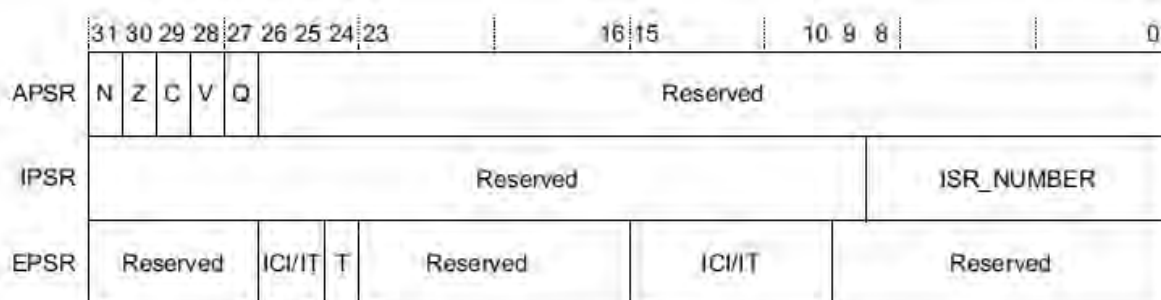 31 30 29 28 27 26 25 24 23 16 15 10 9 8 0
APSR N Z C V Q Reserved
IPSR Reserved ISR_NUMBER
EPSR Reserved ICI/IT T Reserved ICI/IT Reserved